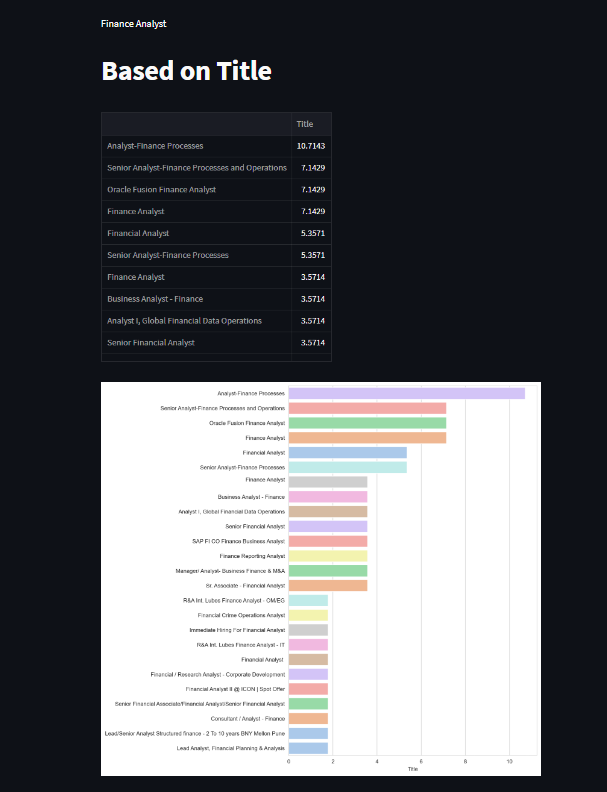 Finance Analyst
Based on Title
Title
Analyst-Finance Processes 10.7143
Senior Analyst-Finance Processes and Operations 7.1429
Oracle Fusion Finance Analyst 7.1429
Finance Analyst 7.1429
Financial Analyst 5.3571
Senior Analyst-Finance Processes 5.3571
Finance Analyst 3.5714
Business Analyst - Finance 3.5714
Analyst I, Global Financial Data Operations 3.5714
Senior Financial Analyst 3.5714
Analyst-Finance Processes
Senior Analyst-Finance Processes and Operations
Oracle Fusion Finance Analyst
Finance Analyst
Financial Analyst
Senior Analyst-Finance Processes
Finance Analyst
Business Analyst - Finance
Analyst I, Global Financial Data Operations
Senior Financial Analyst
SAP FI CO Finance Business Analyst
Finance Reporting Analyst
Manager/ Analyst- Business Finance & M&A
Sr. Associate - Financial Analyst
R&A Int. Lubes Finance Analyst - OM/EG
Financial Crime Operations Analyst
Immediate Hiring For Financial Analyst
R&A Int. Lubes Finance Analyst - IT
Financial Analyst
Financial / Research Analyst - Corporate Development
Financial Analyst II @ ICON | Spot Offer
Senior Financial Associate/Financial Analyst/Senior Financial Analyst
Consultant / Analyst - Finance
Lead/Senior Analyst Structured finance - 2 To 10 years BNY Mellon Pune
Lead Analyst, Financial Planning & Analysis
0 2 4 6 8 10
Title